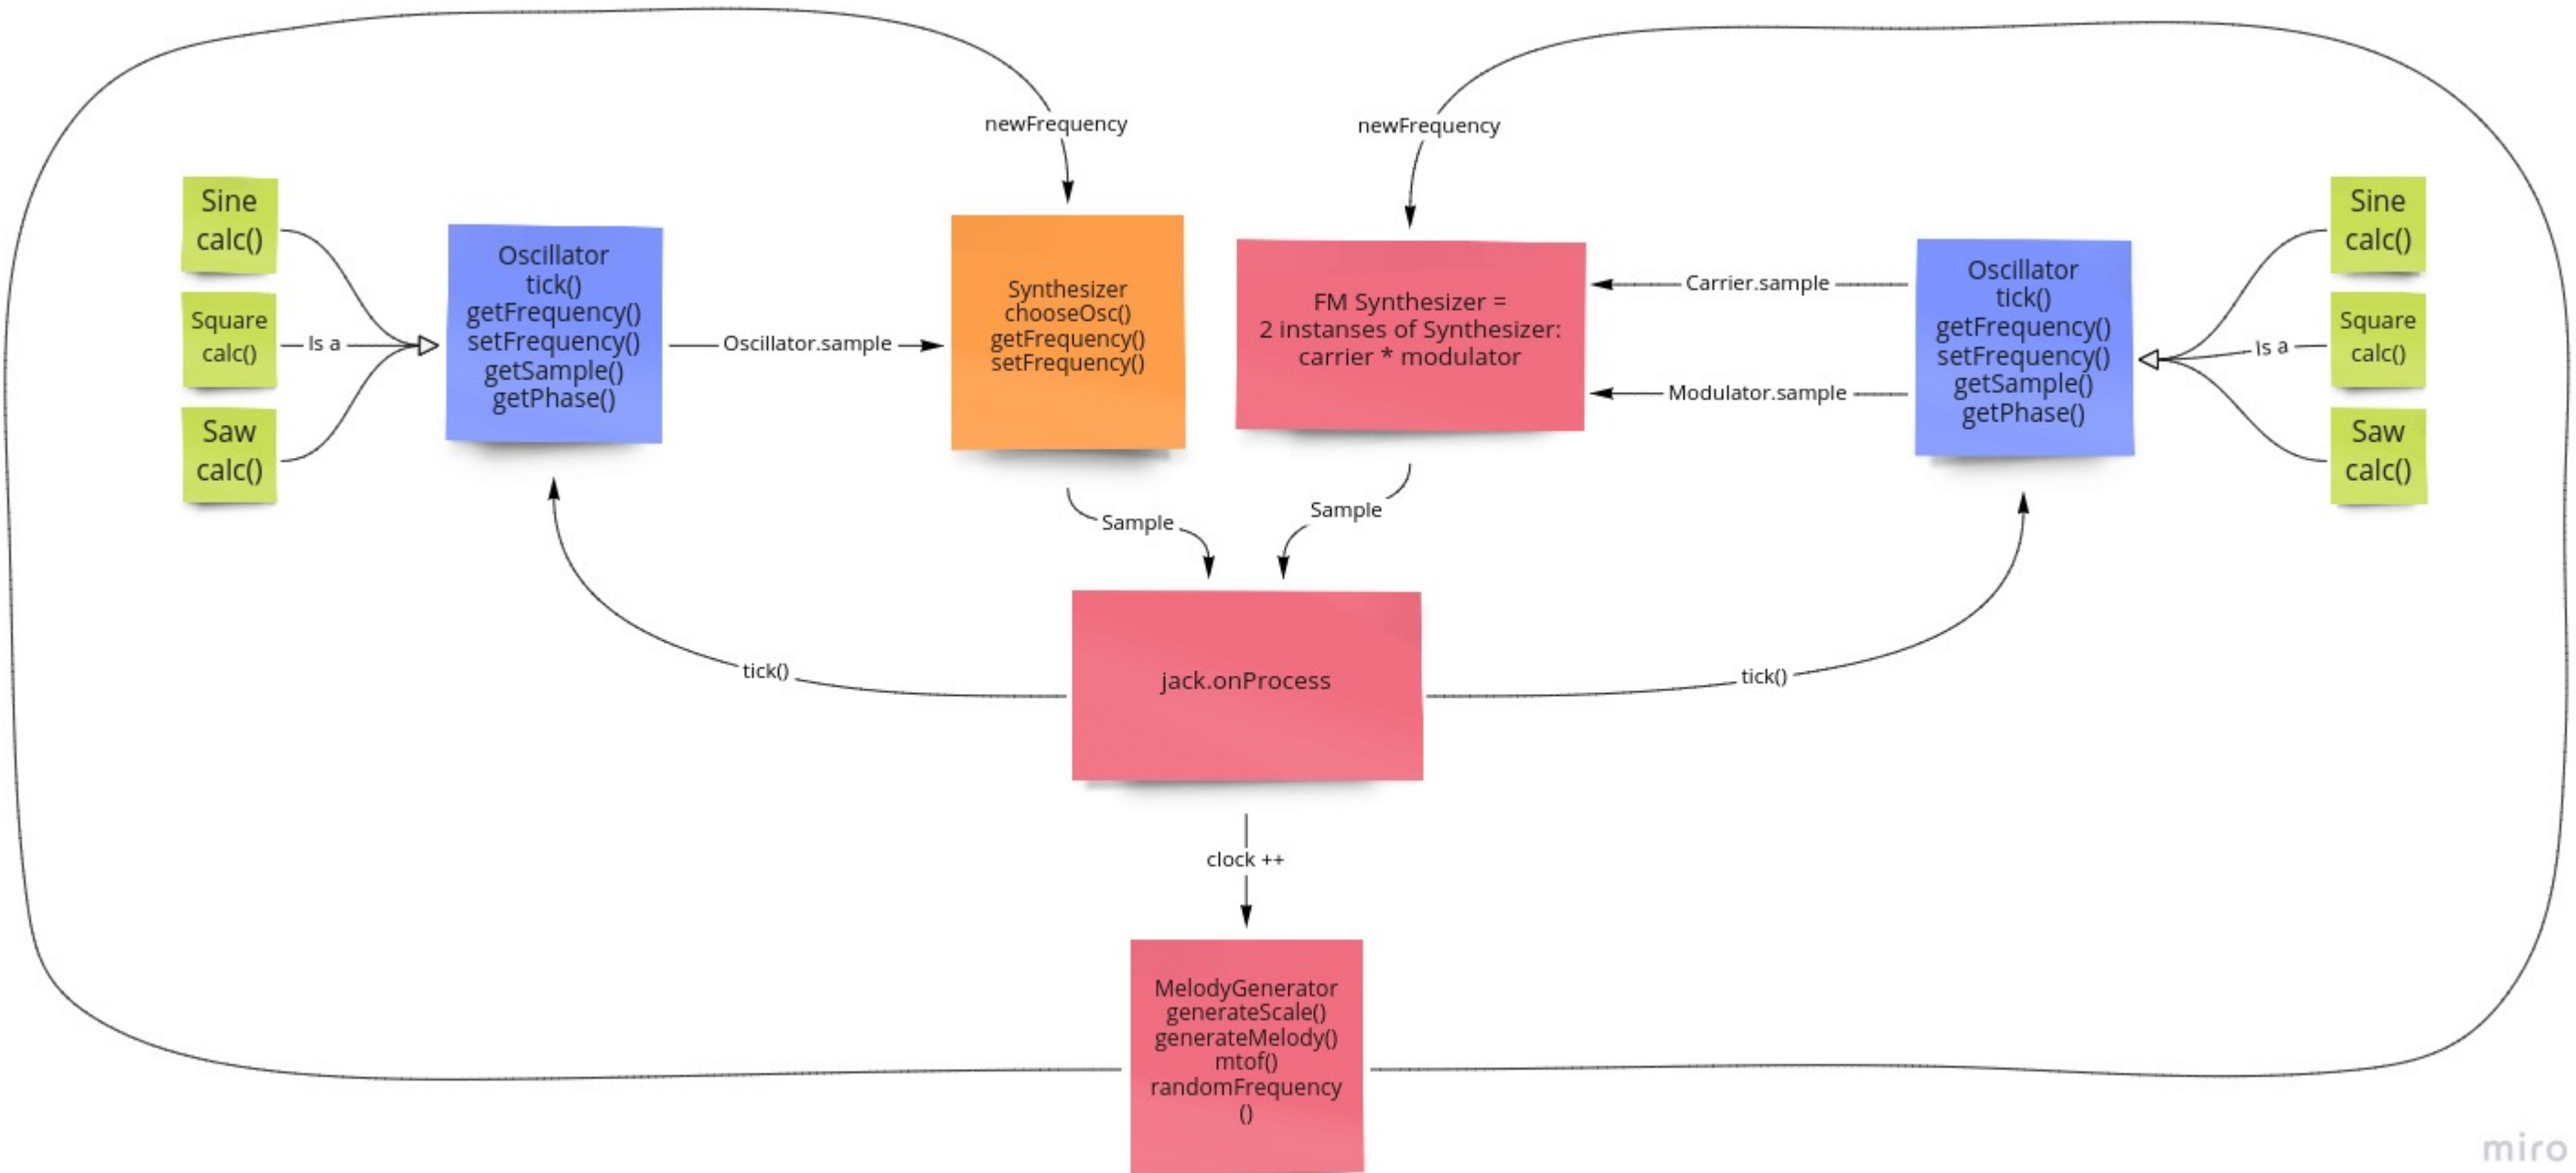 newFrequency
newFrequency
Sine
calc()
Square
calc()
Saw
calc()
Is a
Oscillator
tick()
getFrequency()
setFrequency()
getSample()
getPhase()
Oscillator.sample
Synthesizer
chooseOsc()
getFrequency()
setFrequency()
FM Synthesizer =
2 instanses of Synthesizer:
carrier * modulator
Carrier.sample
Modulator.sample
Oscillator
tick()
getFrequency()
setFrequency()
getSample()
getPhase()
Is a
Sine
calc()
Square
calc()
Saw
calc()
Sample
Sample
tick()
jack.onProcess
tick()
clock ++
MelodyGenerator
generateScale()
generateMelody()
mtof()
randomFrequency
()
miro